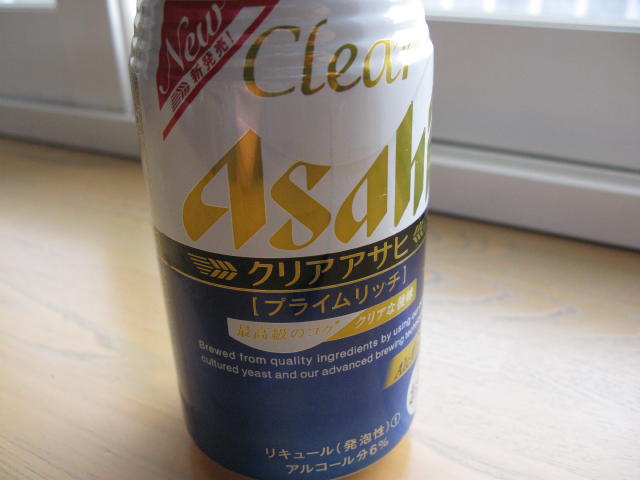 New
新発売!
Clear
Asahi
クリアアサヒ
[プライムリッチ]
最高級のコク*
クリアな後味
Brewed from quality ingredients by using our
cultured yeast and our advanced brewing
リキュール(発泡性)①
アルコール分6%